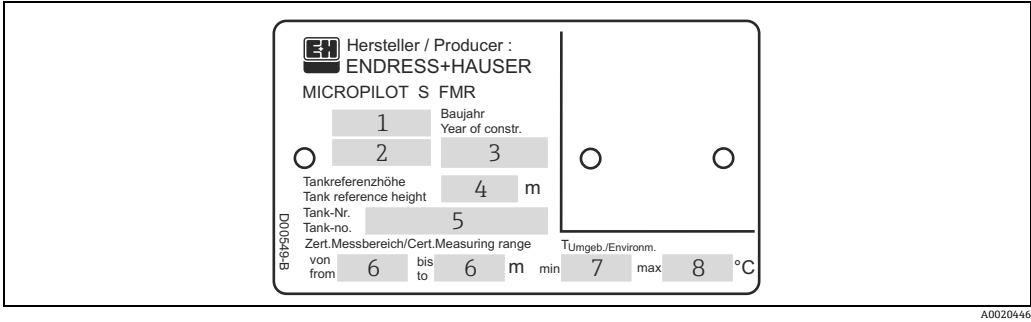 EH Hersteller / Producer :
ENDRESS+HAUSER
MICROPILOT S FMR
1 Baujahr
Year of constr.
2 3
Tankreferenzhöhe
Tank reference height 4 m
Tank-Nr.
Tank-no. 5
Zert.Messbereich/Cert.Measuring range TUmgeb./Environm.
von bis
from 6 to 6 m min 7 max 8 °C
D00549-B
A0020446